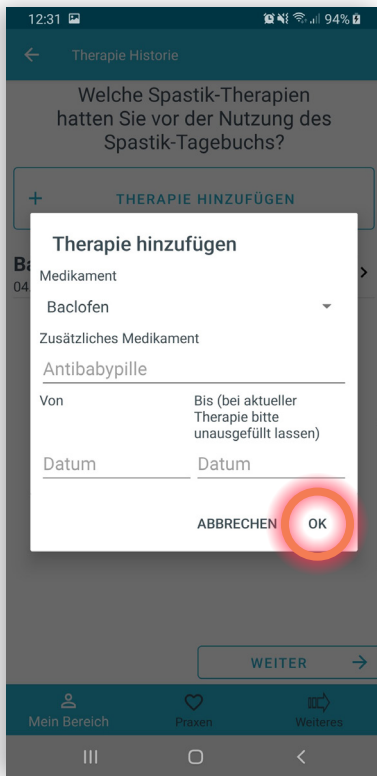 12:31 94%
Therapie Historie
Welche Spastik-Therapien
hatten Sie vor der Nutzung des
Spastik-Tagebuchs?
+ THERAPIE HINZUFÜGEN
Ba
04
Therapie hinzufügen
Medikament
Baclofen
Zusätzliches Medikament
Antibabypille
Von
Bis (bei aktueller
Therapie bitte
unausgefüllt lassen)
Datum Datum
ABBRECHEN OK
WEITER
Mein Bereich Praxen Weiteres